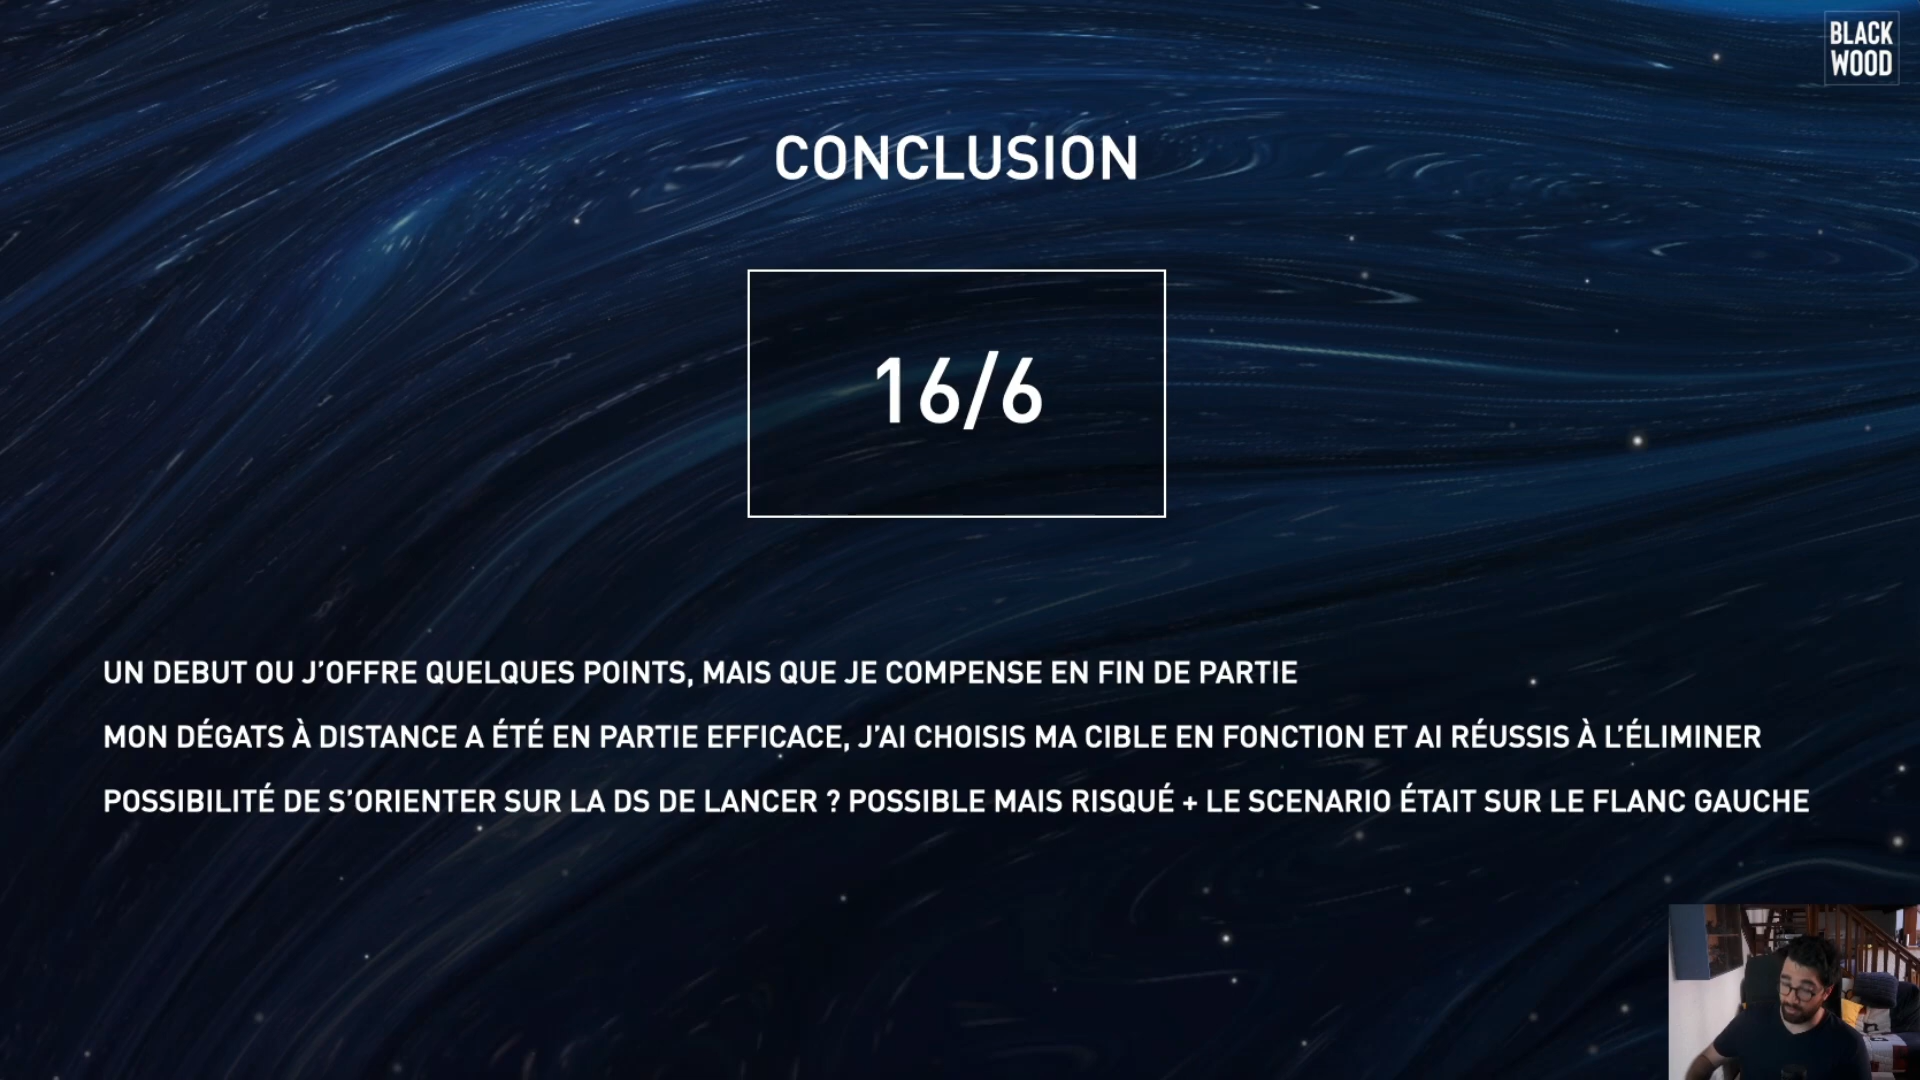 BLACK
WOOD
CONCLUSION
16/6
UN DEBUT OU J'OFFRE QUELQUES POINTS, MAIS QUE JE COMPENSE EN FIN DE PARTIE
MON DÉGATS À DISTANCE A ÉTÉ EN PARTIE EFFICACE, J'AI CHOISIS MA CIBLE EN FONCTION ET AI RÉUSSIS À L'ÉLIMINER
POSSIBILITÉ DE S'ORIENTER SUR LA DS DE LANCER ? POSSIBLE MAIS RISQUÉ + LE SCENARIO ÉTAIT SUR LE FLANC GAUCHE